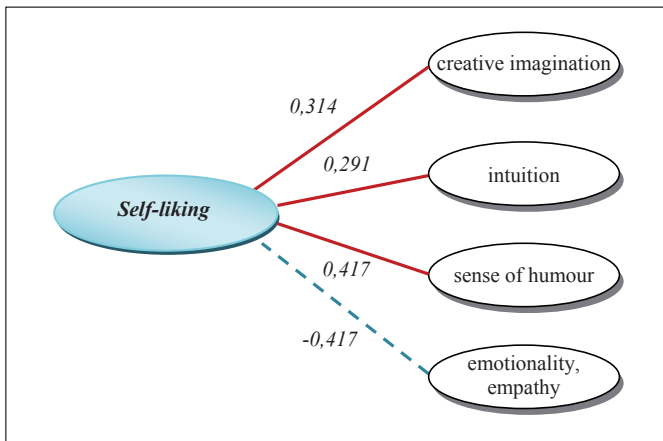 creative imagination
0,314
0,291
intuition
Self-liking
0,417
sense of humour
-0,417
emotionality,
empathy